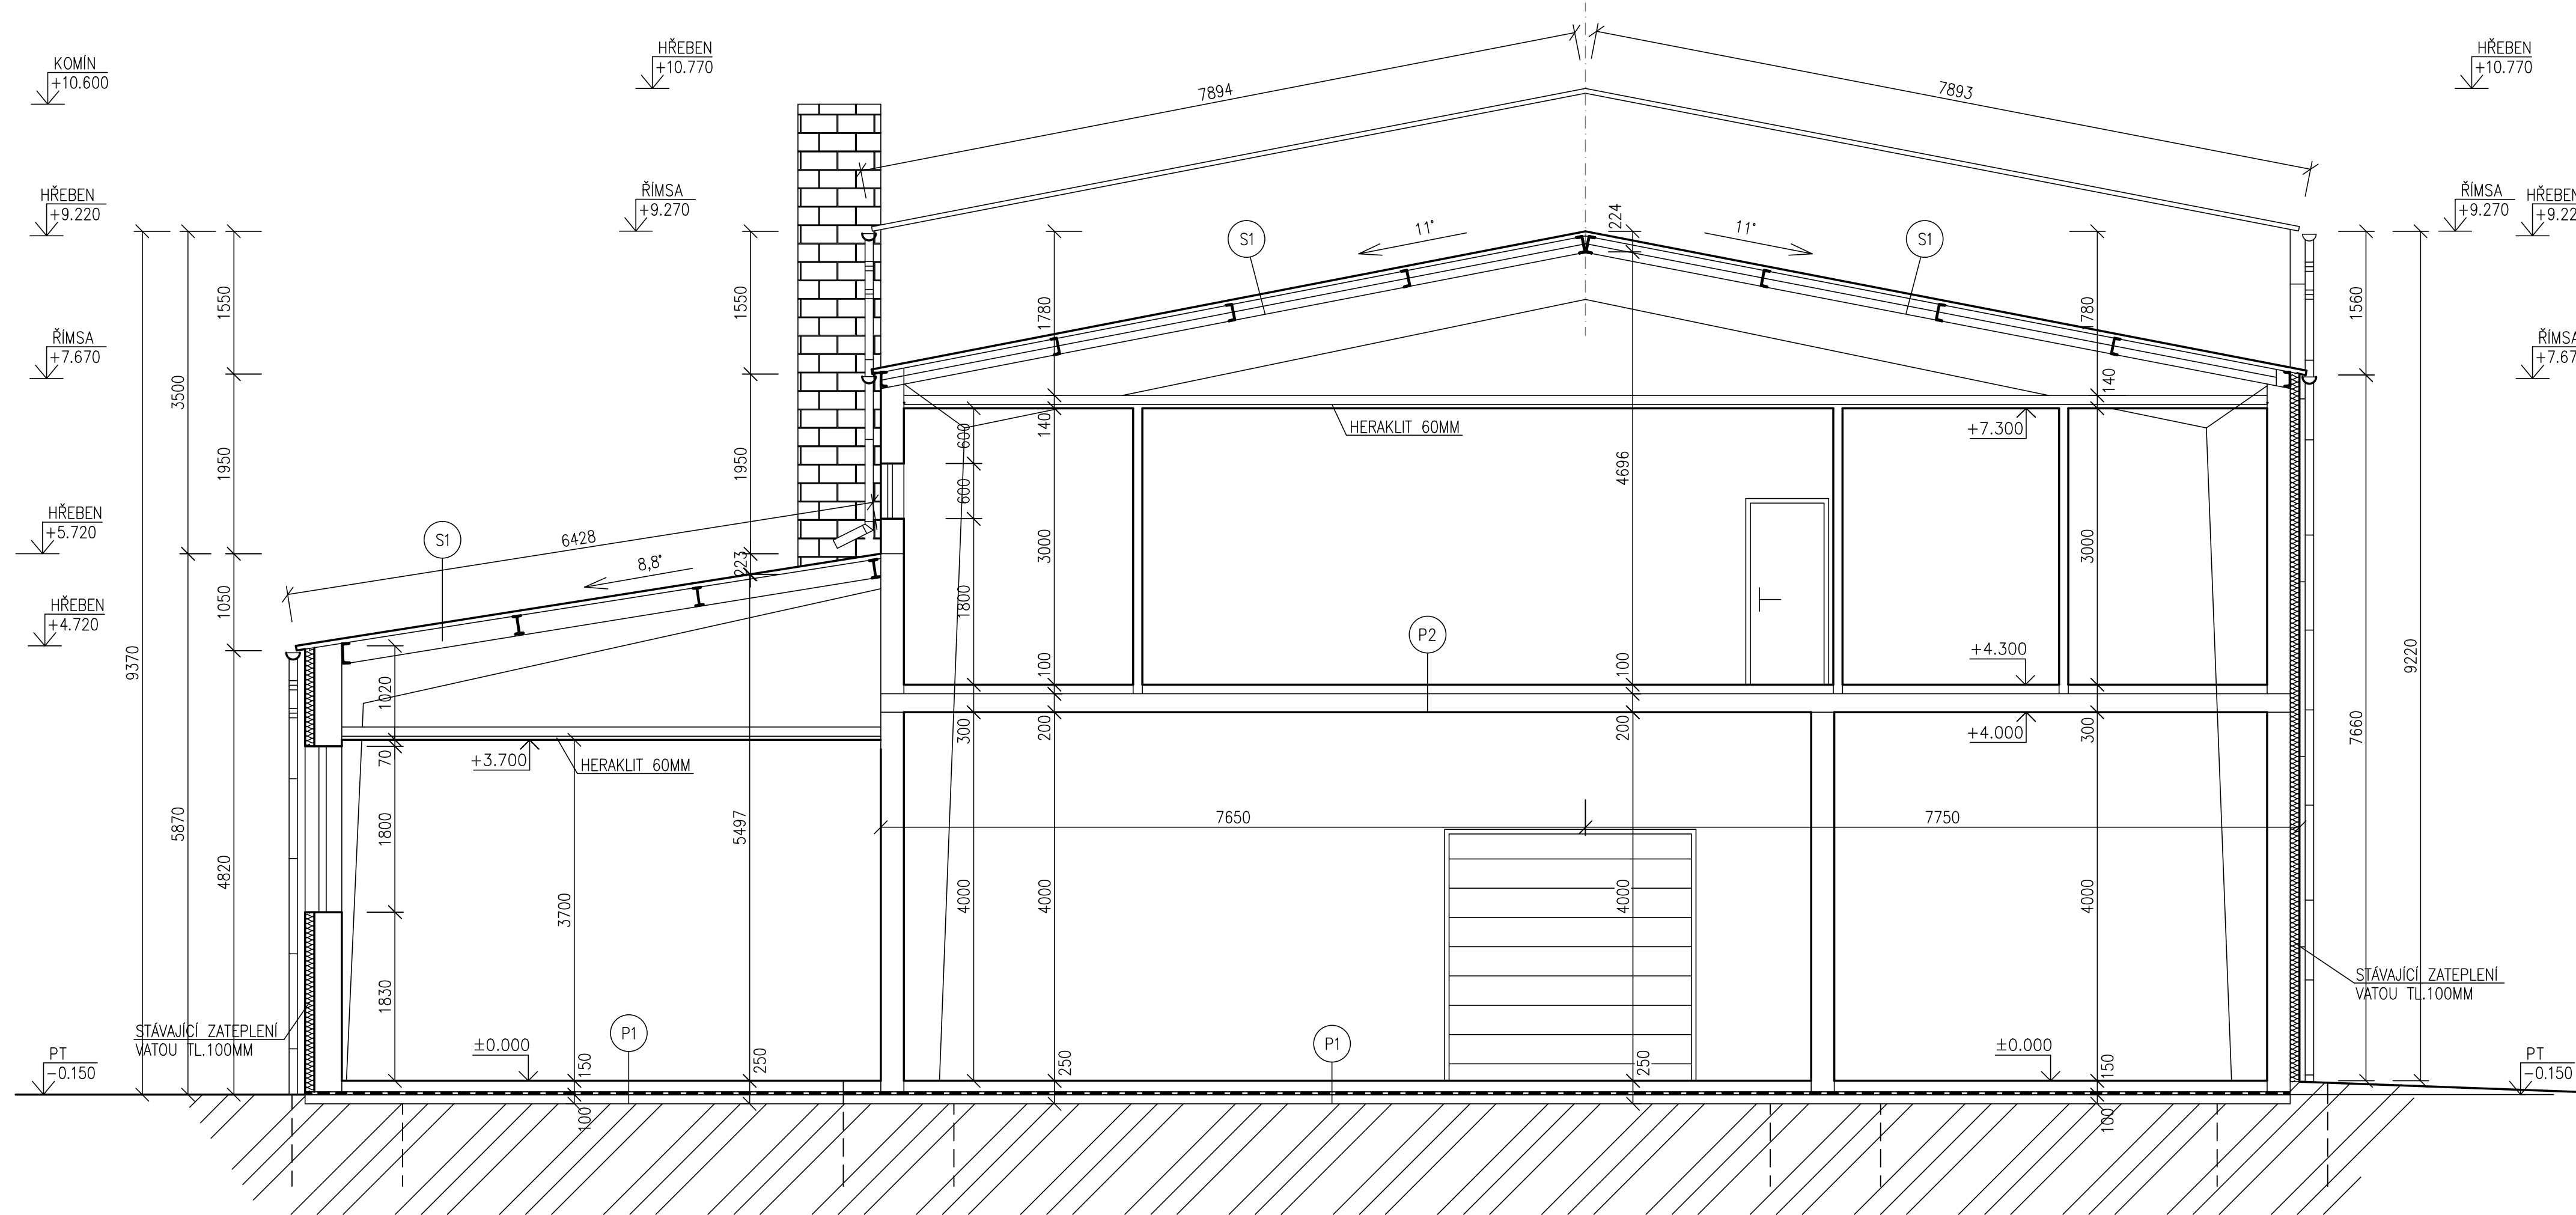 KOMÍN
+10.600
HŘEBEN
+10.770
7894
7893
HŘEBEN
+10.770
HŘEBEN
+9.220
ŘÍMSA
+9.270
ŘÍMSA
+9.270
HŘEBEN
+9.22
S1
11°
224
11°
S1
1550
1550
1780
1780
1560
ŘÍMSA
+7.670
ŘÍMSA
+7.67
3500
140
HERAKLIT 60MM
+7.300
140
600
1950
1950
4696
600
HŘEBEN
+5.720
S1
6428
8,8°
223
3000
3000
1050
1800
HŘEBEN
+4.720
P2
+4.300
9370
1020
100
100
9220
300
200
200
300
+4.000
7660
70
+3.700
HERAKLIT 60MM
5870
1800
5497
7650
7750
4820
3700
4000
4000
4000
4000
1830
STÁVAJÍCÍ ZATEPLENÍ
VATOU TL.100MM
STÁVAJÍCÍ ZATEPLENÍ
VATOU TL.100MM
PT
-0.150
±0.000
P1
P1
±0.000
PT
-0.150
150
250
250
250
150
100
100